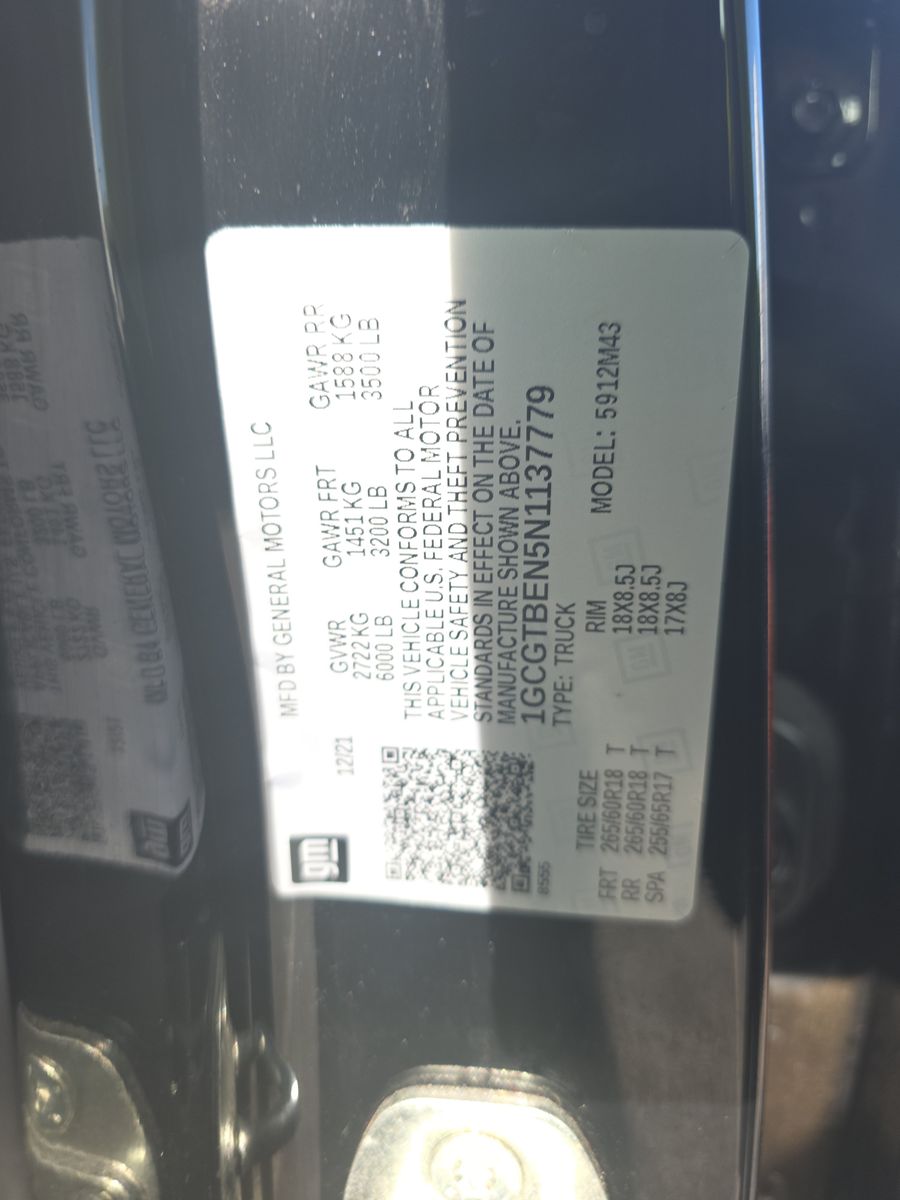 gm
MFD BY GENERAL MOTORS LLC
12/21
GVWR GAWR FRT GAWR RR
2722 KG 1451 KG 1588 KG
6000 LB 3200 LB 3500 LB
THIS VEHICLE CONFORMS TO ALL
APPLICABLE U.S. FEDERAL MOTOR
VEHICLE SAFETY AND THEFT PREVENTION
STANDARDS IN EFFECT ON THE DATE OF
MANUFACTURE SHOWN ABOVE.
1GCGTBEN5N113779
8555
TYPE: TRUCK
MODEL: 5912M43
TIRE SIZE RIM
FRT 265/60R18 T 18X8.5J
RR 265/60R18 T 18X8.5J
SPA 255/65R17 T 17X8J